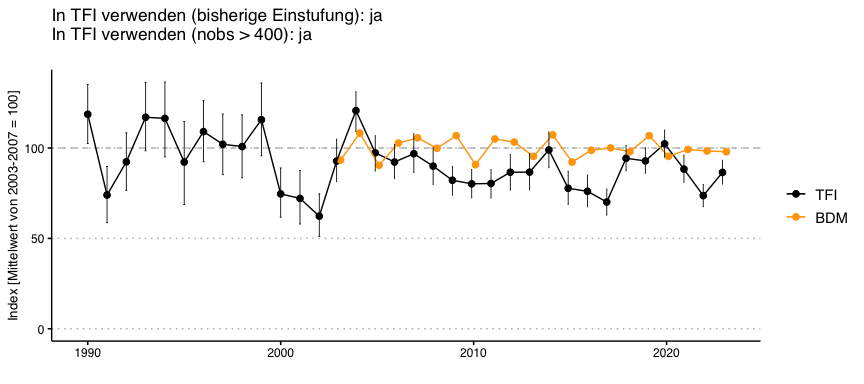 In TFI verwenden (bisherige Einstufung): ja
In TFI verwenden (nobs > 400): ja
Index [Mittelwert von 2003-2007 = 100]
100
50
0
1990 2000 2010 2020
TFI
BDM